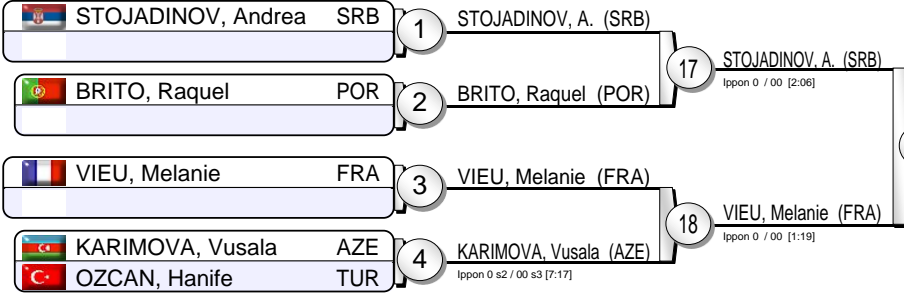 STOJADINOV, Andrea SRB
1
STOJADINOV, A. (SRB)
17
STOJADINOV, A. (SRB)
Ippon 0 / 00 [2:06]
BRITO, Raquel POR
2
BRITO, Raquel (POR)
VIEU, Melanie FRA
3
VIEU, Melanie (FRA)
18
VIEU, Melanie (FRA)
Ippon 0 / 00 [1:19]
KARIMOVA, Vusala AZE
OZCAN, Hanife TUR
4
KARIMOVA, Vusala (AZE)
Ippon 0 s2 / 00 s3 [7:17]